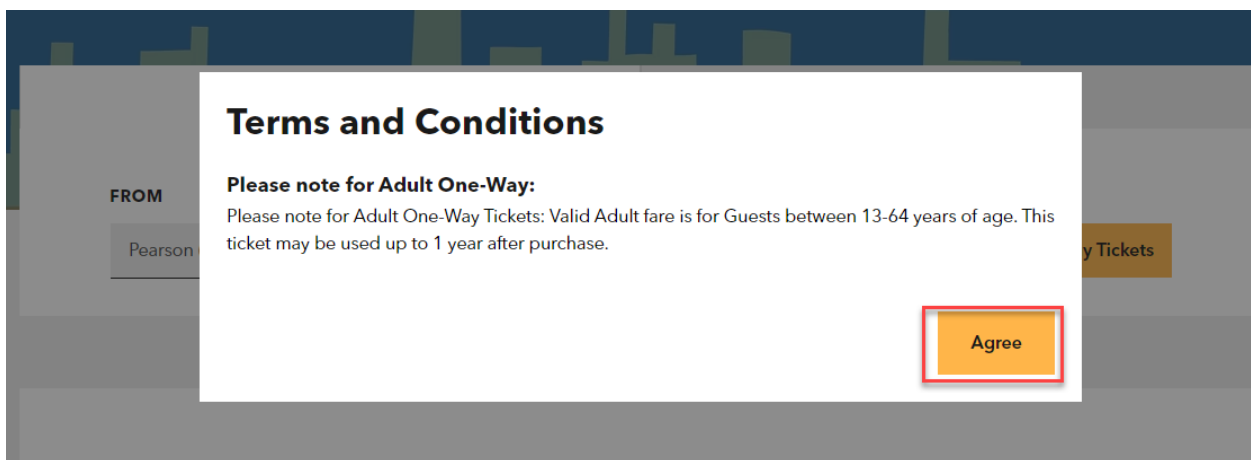 Terms and Conditions
Please note for Adult One-Way:
FROM
Please note for Adult One-Way Tickets: Valid Adult fare is for Guests between 13-64 years of age. This
ticket may be used up to 1 year after purchase.
Pearson
y Tickets
Agree